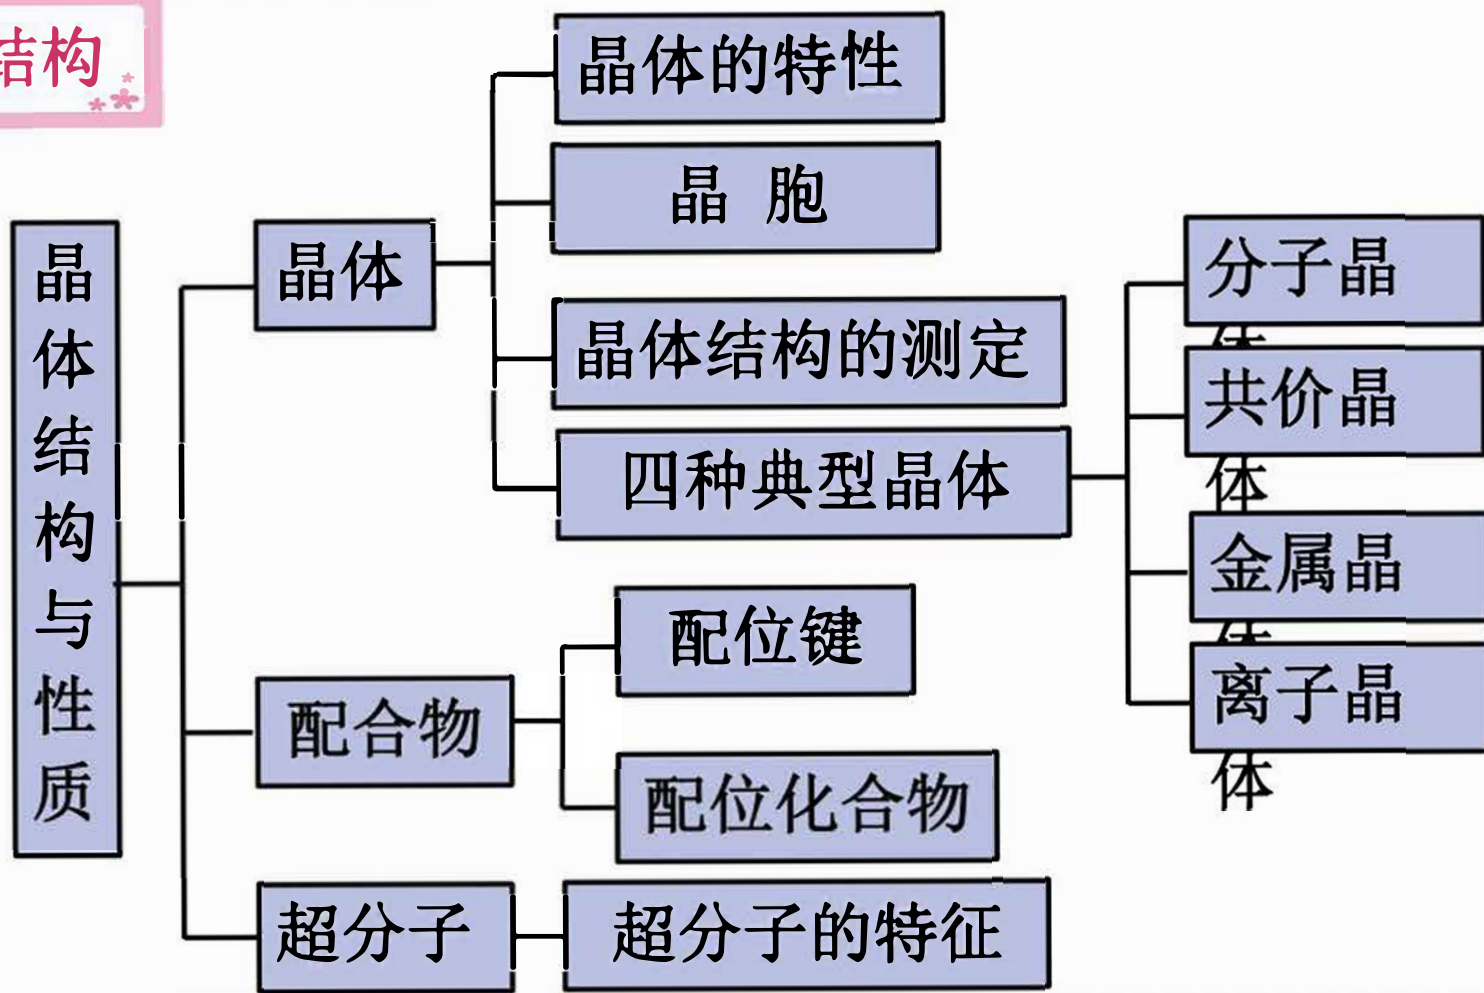 结构
晶体结构与性质
晶体
晶体的特性
晶 胞
晶体结构的测定
四种典型晶体
分子晶
体
共价晶
体
金属晶
体
离子晶
体
配合物
配位键
配位化合物
超分子
超分子的特征